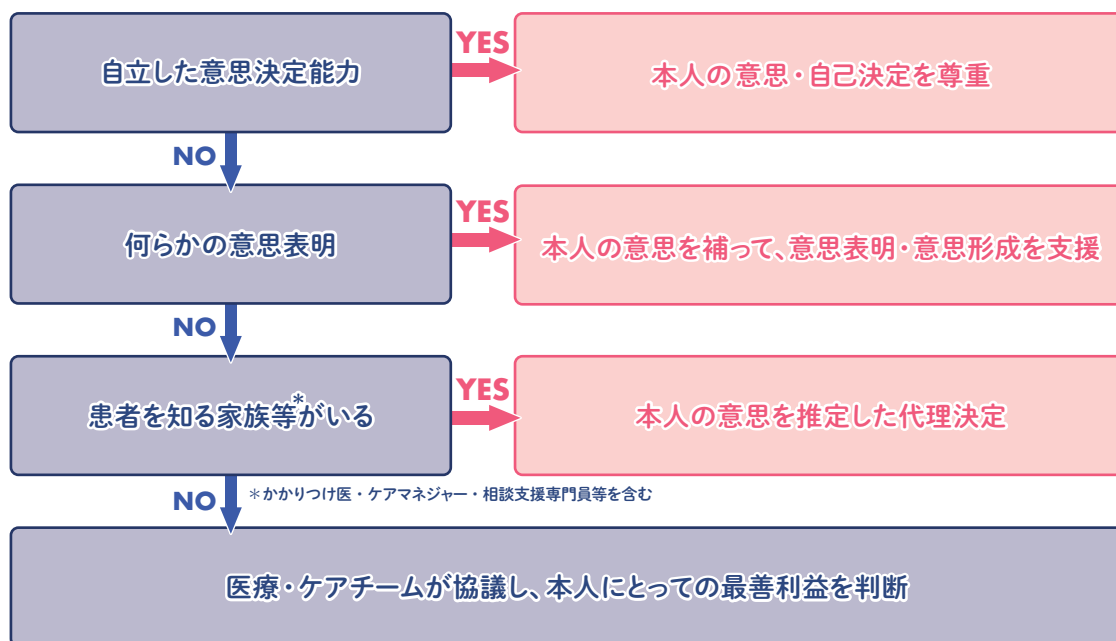 自立した意思決定能力
YES
本人の意思・自己決定を尊重
NO
何らかの意思表明
YES
本人の意思を補って、意思表明・意思形成を支援
NO
患者を知る家族等*がいる
YES
本人の意思を推定した代理決定
NO
＊かかりつけ医・ケアマネジャー・相談支援専門員等を含む
医療・ケアチームが協議し、本人にとっての最善利益を判断